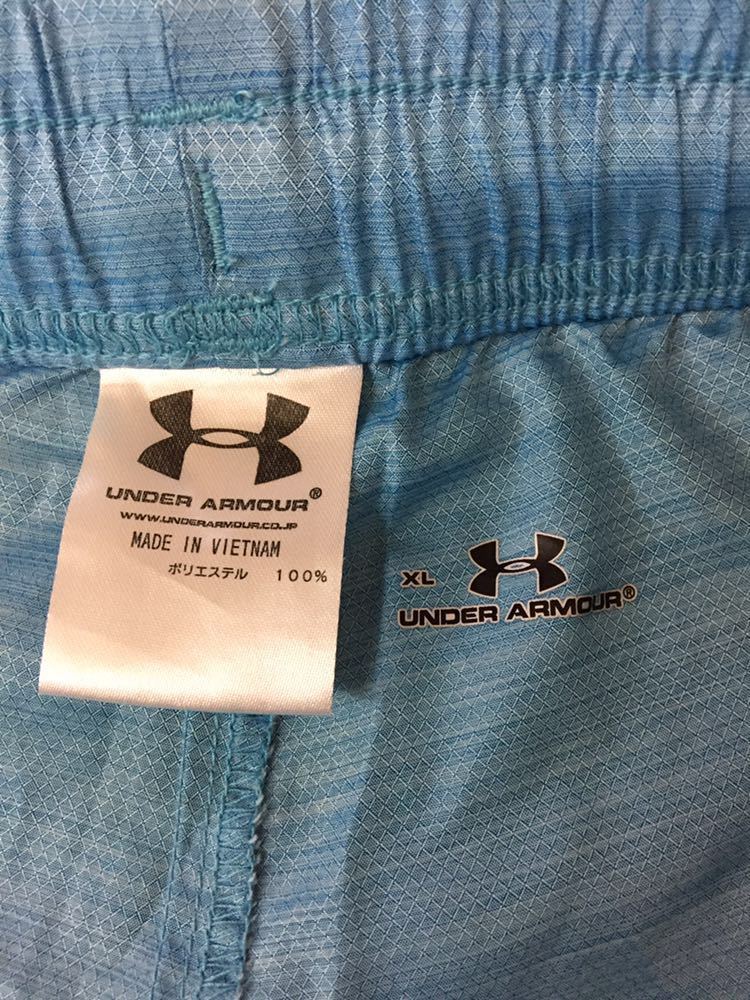 UNDER ARMOUR®
WWW.UNDERARMOUR.CO.JP
MADE IN VIETNAM
ポリエステル 100%
XL
UNDER ARMOUR®